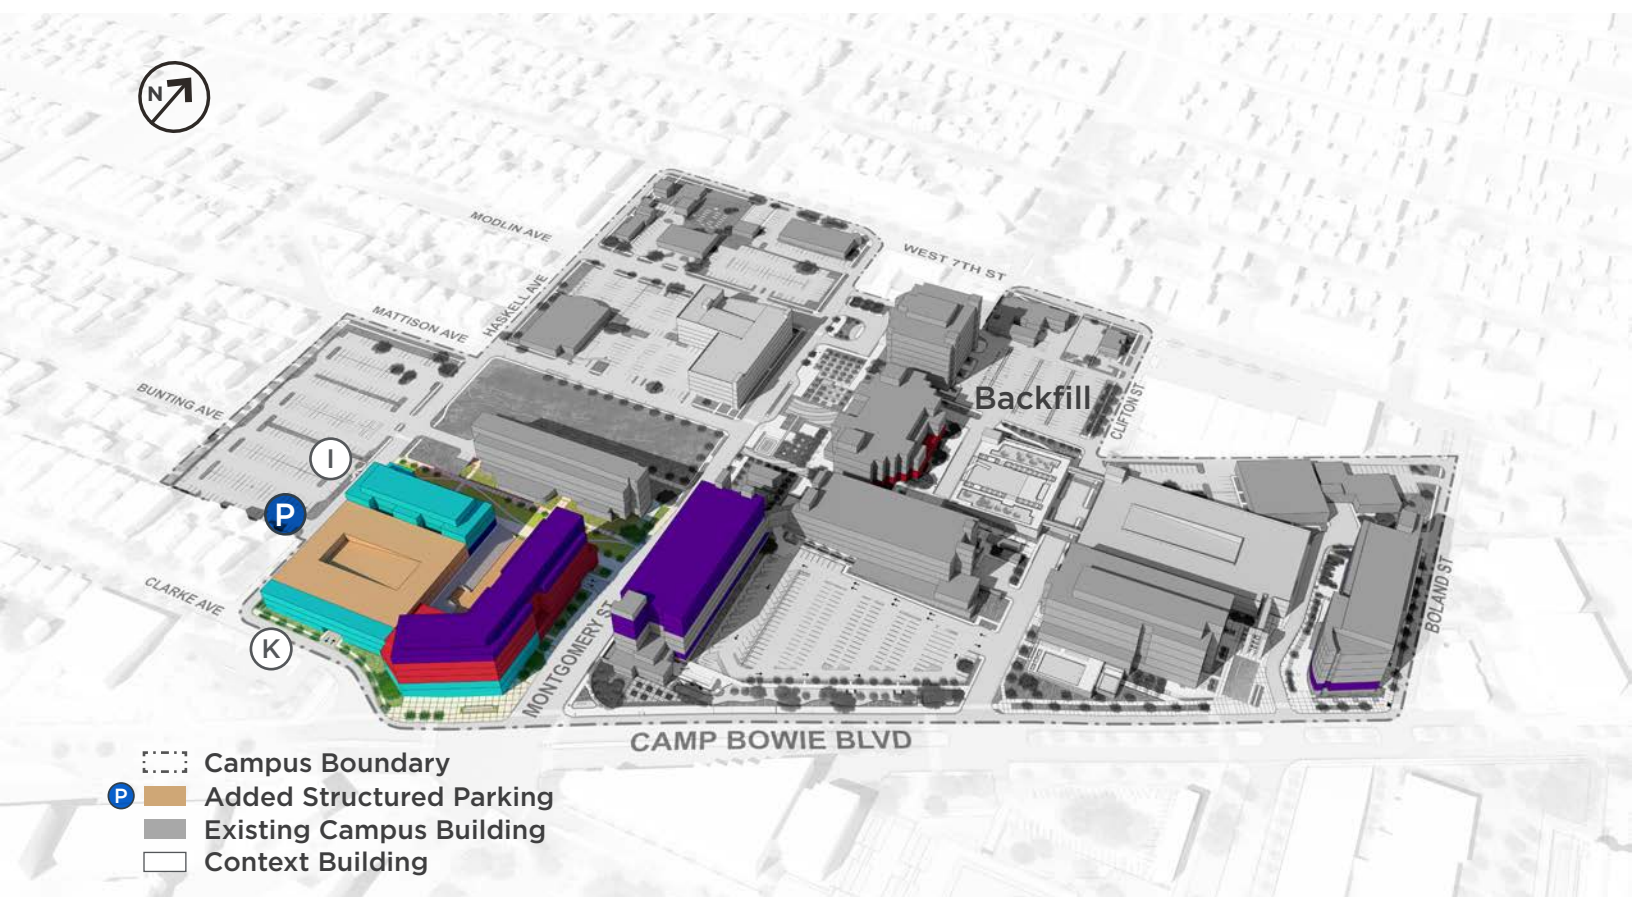 N
MODLIN AVE
WEST 7TH ST
HASKELL AVE
MATTISON AVE
BUNTING AVE
Backfill
CLIFTON ST
I
P
CLARKE AVE
K
MONTGOMERY ST
BOLAND ST
CAMP BOWIE BLVD
Campus Boundary
P Added Structured Parking
Existing Campus Building
Context Building